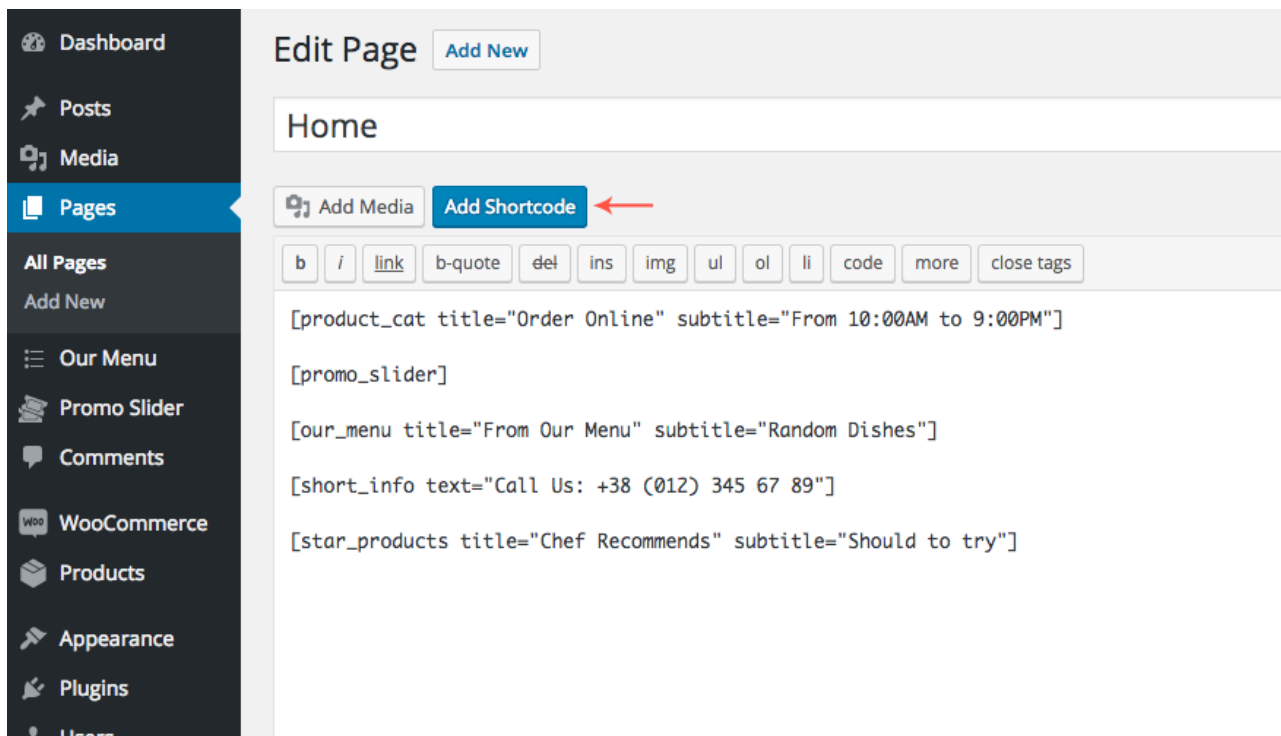 Dashboard
Posts
Media
Pages
All Pages
Add New
Our Menu
Promo Slider
Comments
WOO WooCommerce
Products
Appearance
Plugins
Users
Edit Page Add New
Home
Add Media Add Shortcode
b i link b-quote del ins img ul ol li code more close tags
[product_cat title="Order Online" subtitle="From 10:00AM to 9:00PM"]
[promo_slider]
[our_menu title="From Our Menu" subtitle="Random Dishes"]
[short_info text="Call Us: +38 (012) 345 67 89"]
[star_products title="Chef Recommends" subtitle="Should to try"]